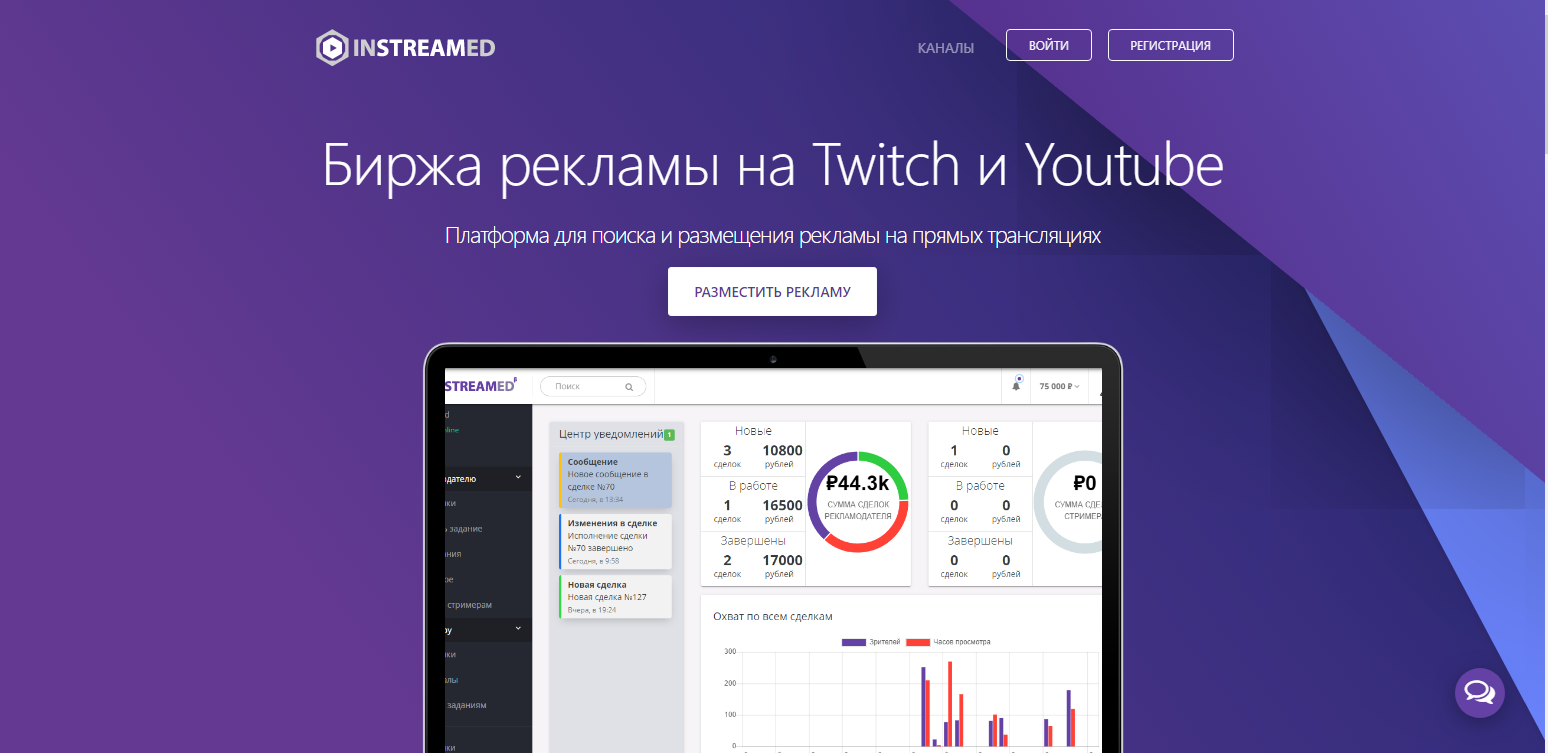 INSTREAMED
КАНАЛЫ
ВОЙТИ
РЕГИСТРАЦИЯ
Биржа рекламы на Twitch и Youtube
Платформа для поиска и размещения рекламы на прямых трансляциях
РАЗМЕСТИТЬ РЕКЛАМУ
STREAMED β
Поиск
75 000 ₽
d
nline
Центр уведомлений 1
Сообщение
Новое сообщение в
сделке №70
Сегодня, в 13:34
Изменения в сделке
Исполнение сделки
№70 завершено
Сегодня, в 9:58
Новая сделка
Новая сделка №127
Вчера, в 19:24
одателю
ки
ь задание
ния
ре
стримерам
ру
ки
лы
заданиям
ки
Новые
3 10800
сделок рублей
В работе
1 16500
сделок рублей
Завершены
2 17000
сделок рублей
₽44.3k
СУММА СДЕЛОК
РЕКЛАМОДАТЕЛЯ
Новые
1 0
сделок рублей
В работе
0 0
сделок рублей
Завершены
0 0
сделок рублей
₽0
СУММА СДЕ
СТРИМЕРА
Охват по всем сделкам
Зрителей Часов просмотра
300
200
100
0